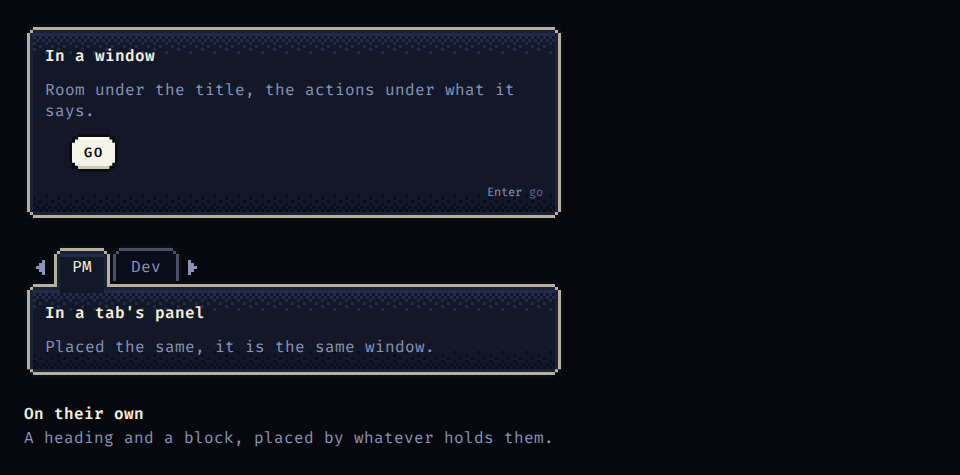 In a window
Room under the title, the actions under what it
says.
GO
Enter go
PM Dev
In a tab's panel
Placed the same, it is the same window.
On their own
A heading and a block, placed by whatever holds them.